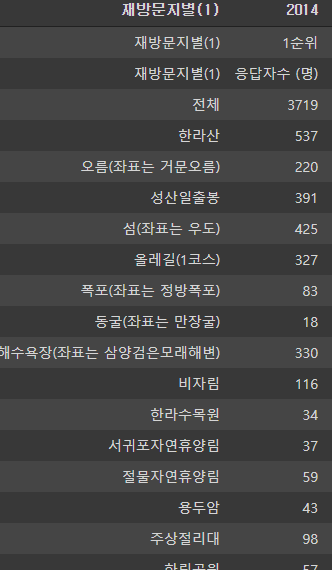 재방문지별(1) 2014
재방문지별(1) 1순위
재방문지별(1) 응답자수 (명)
전체 3719
한라산 537
오름(좌표는 거문오름) 220
성산일출봉 391
섬(좌표는 우도) 425
올레길(1코스) 327
폭포(좌표는 정방폭포) 83
동굴(좌표는 만장굴) 18
해수욕장(좌표는 삼양검은모래해변) 330
비자림 116
한라수목원 34
서귀포자연휴양림 37
절물자연휴양림 59
용두암 43
주상절리대 98
한림공원 57